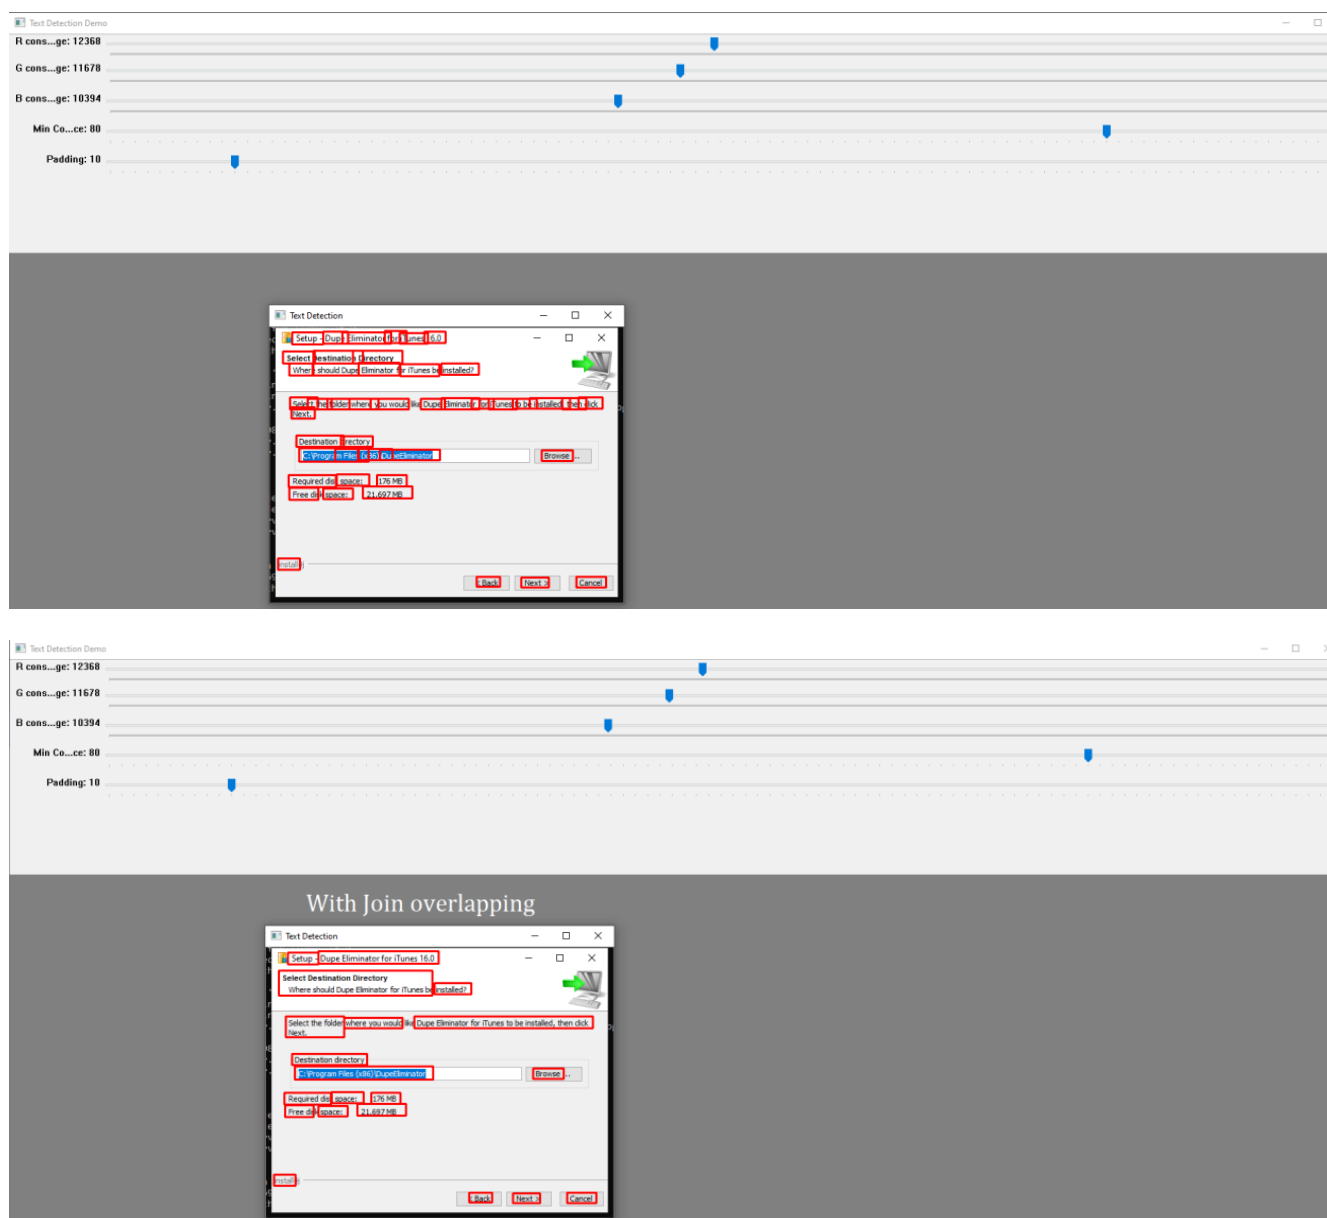 Text Detection Demo
R cons...ge: 12368
G cons...ge: 11678
B cons...ge: 10394
Min Co...ce: 80
Padding: 10
Text Detection
Setup - Dupe Eliminator for iTunes 16.0
Select Destination Directory
Where should Dupe Eliminator for iTunes be installed?
Select the folder where you would like Dupe Eliminator for iTunes to be installed, then click
Next.
Destination directory
C:\Program Files (x86)\DupeEliminator
Browse...
Required disk space: 176 MB
Free disk space: 21,697 MB
< Back Next > Cancel
Text Detection Demo
R cons...ge: 12368
G cons...ge: 11678
B cons...ge: 10394
Min Co...ce: 80
Padding: 10
With Join overlapping
Text Detection
Setup - Dupe Eliminator for iTunes 16.0
Select Destination Directory
Where should Dupe Eliminator for iTunes be installed?
Select the folder where you would like Dupe Eliminator for iTunes to be installed, then click
Next.
Destination directory
C:\Program Files (x86)\DupeEliminator
Browse...
Required disk space: 176 MB
Free disk space: 21,697 MB
< Back Next > Cancel